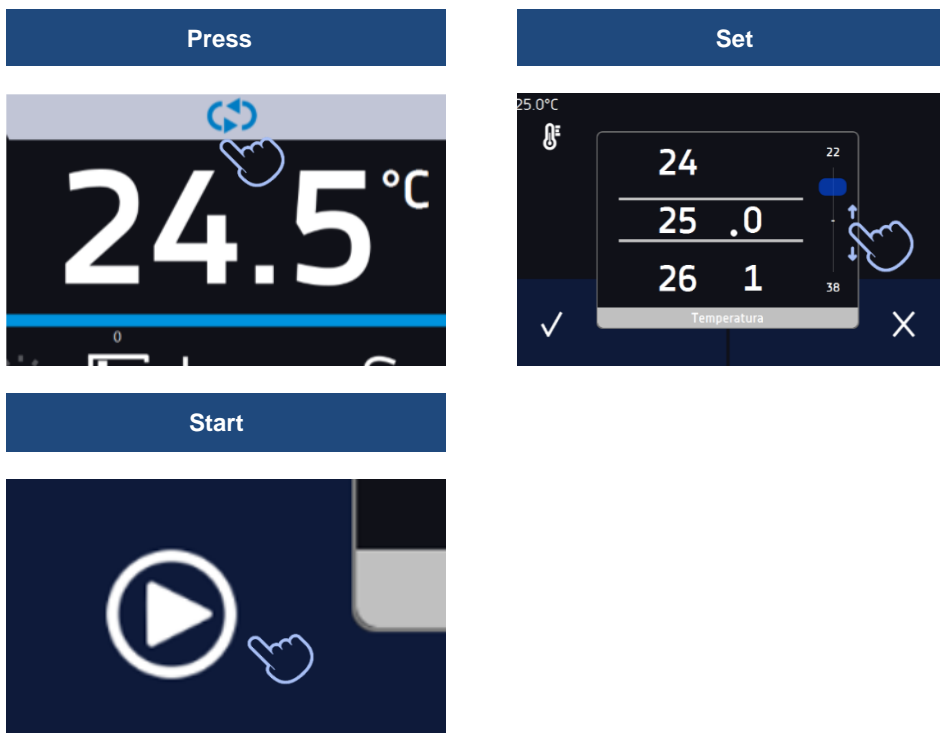 Press
24.5°C
0
Set
25.0°C
24
25 .0
26 1
22
-
38
Temperatura
Start